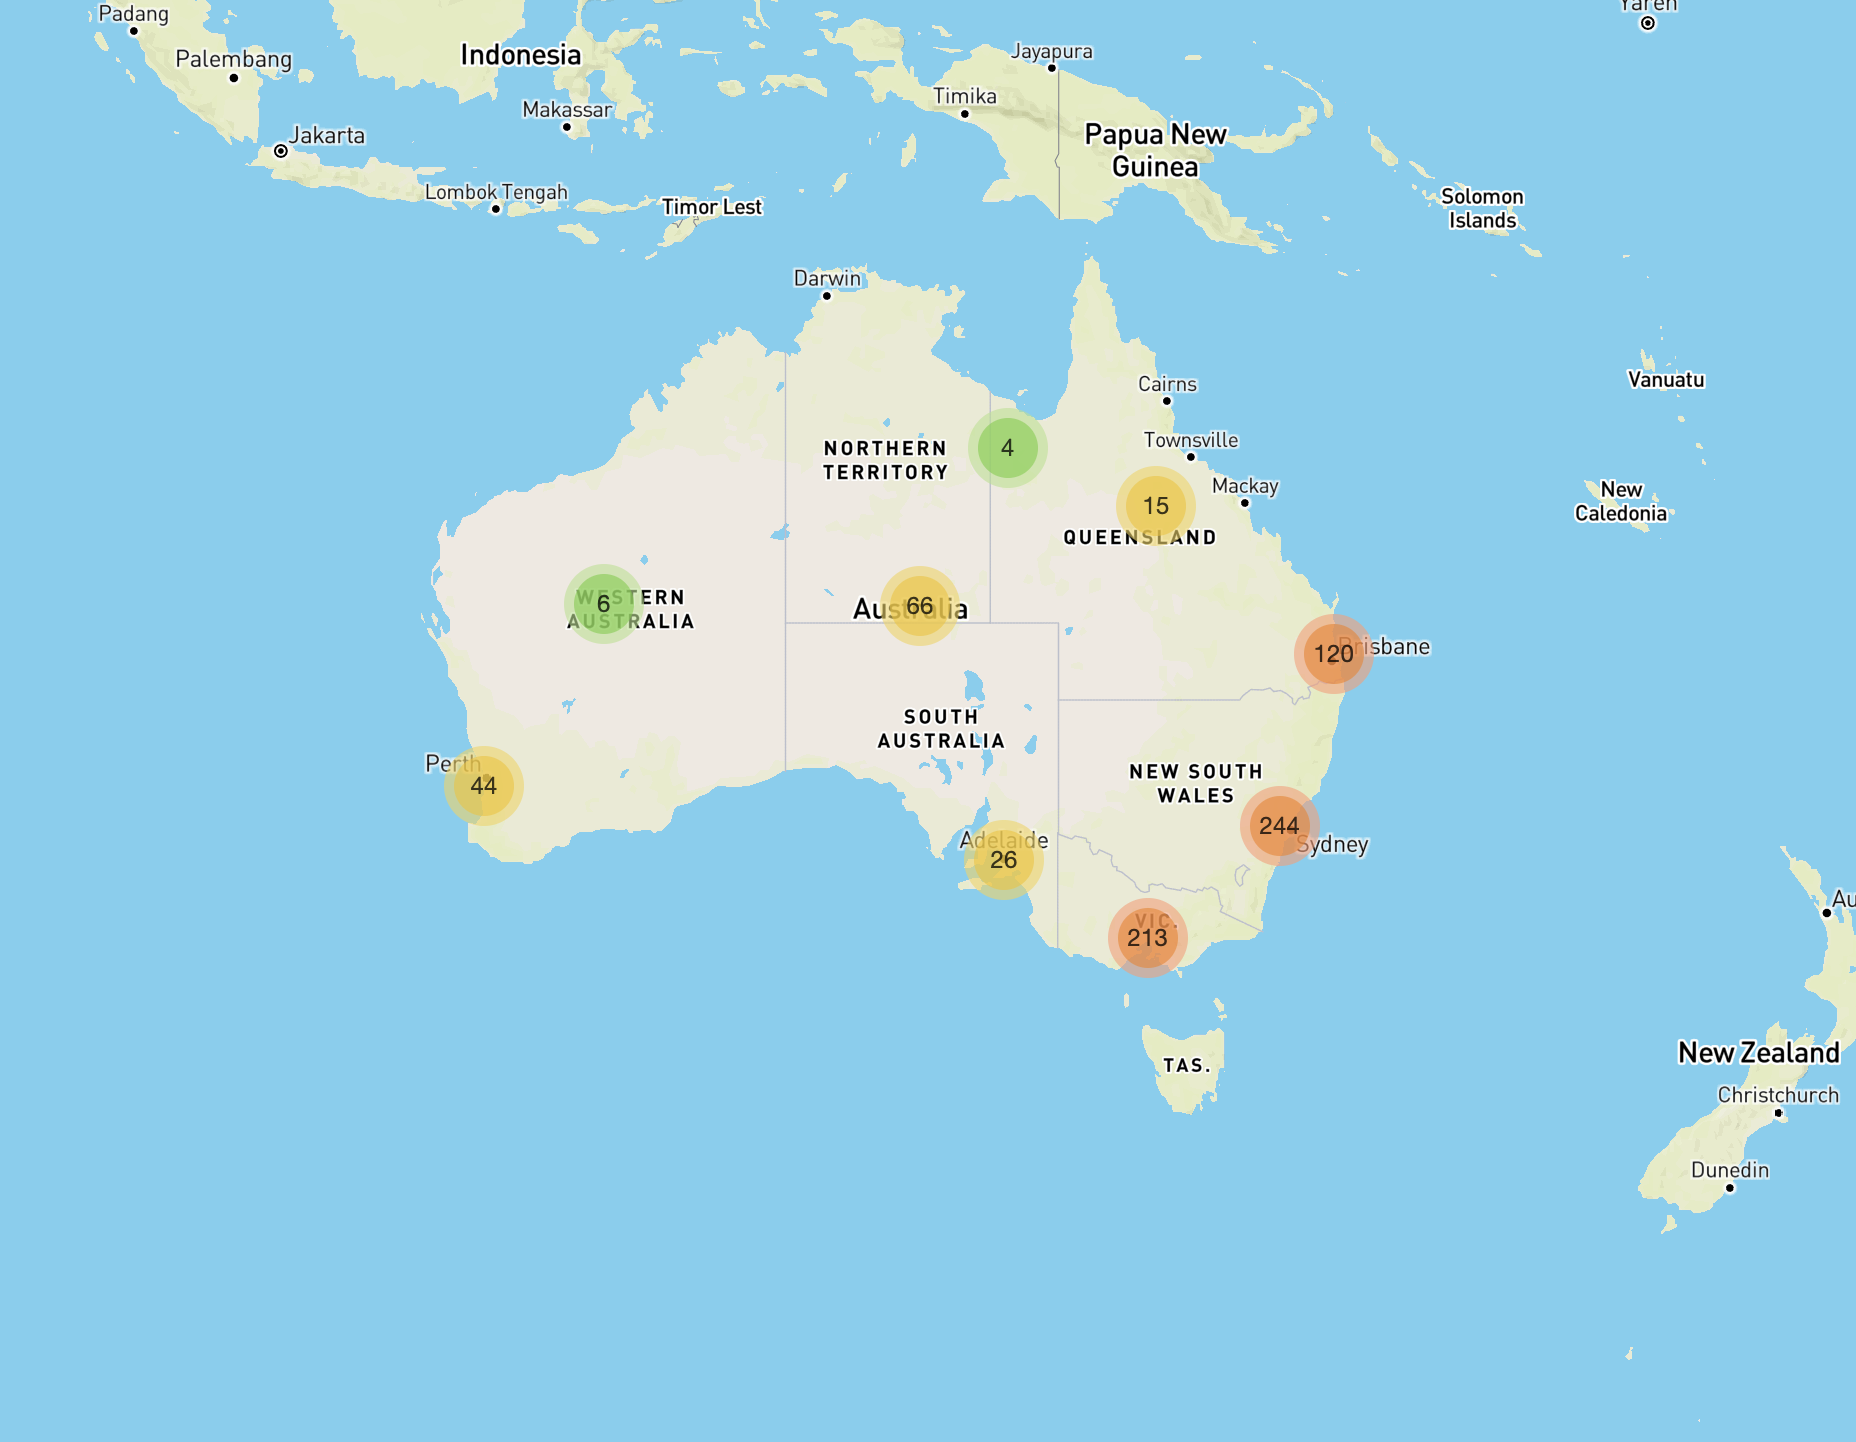 Padang
Yaren
Palembang
Indonesia
Jayapura
Makassar
Timika
Jakarta
Papua New
Guinea
Lombok Tengah
Timor Lest
Solomon
Islands
Darwin
Cairns
Vanuatu
Townsville
NORTHERN
TERRITORY
4
Mackay
15
New
Caledonia
QUEENSLAND
WESTERN
AUSTRALIA
6
Australia
66
Brisbane
120
SOUTH
AUSTRALIA
Perth
44
NEW SOUTH
WALES
244
Sydney
Adelaide
26
VIC.
213
Au
New Zealand
TAS.
Christchurch
Dunedin